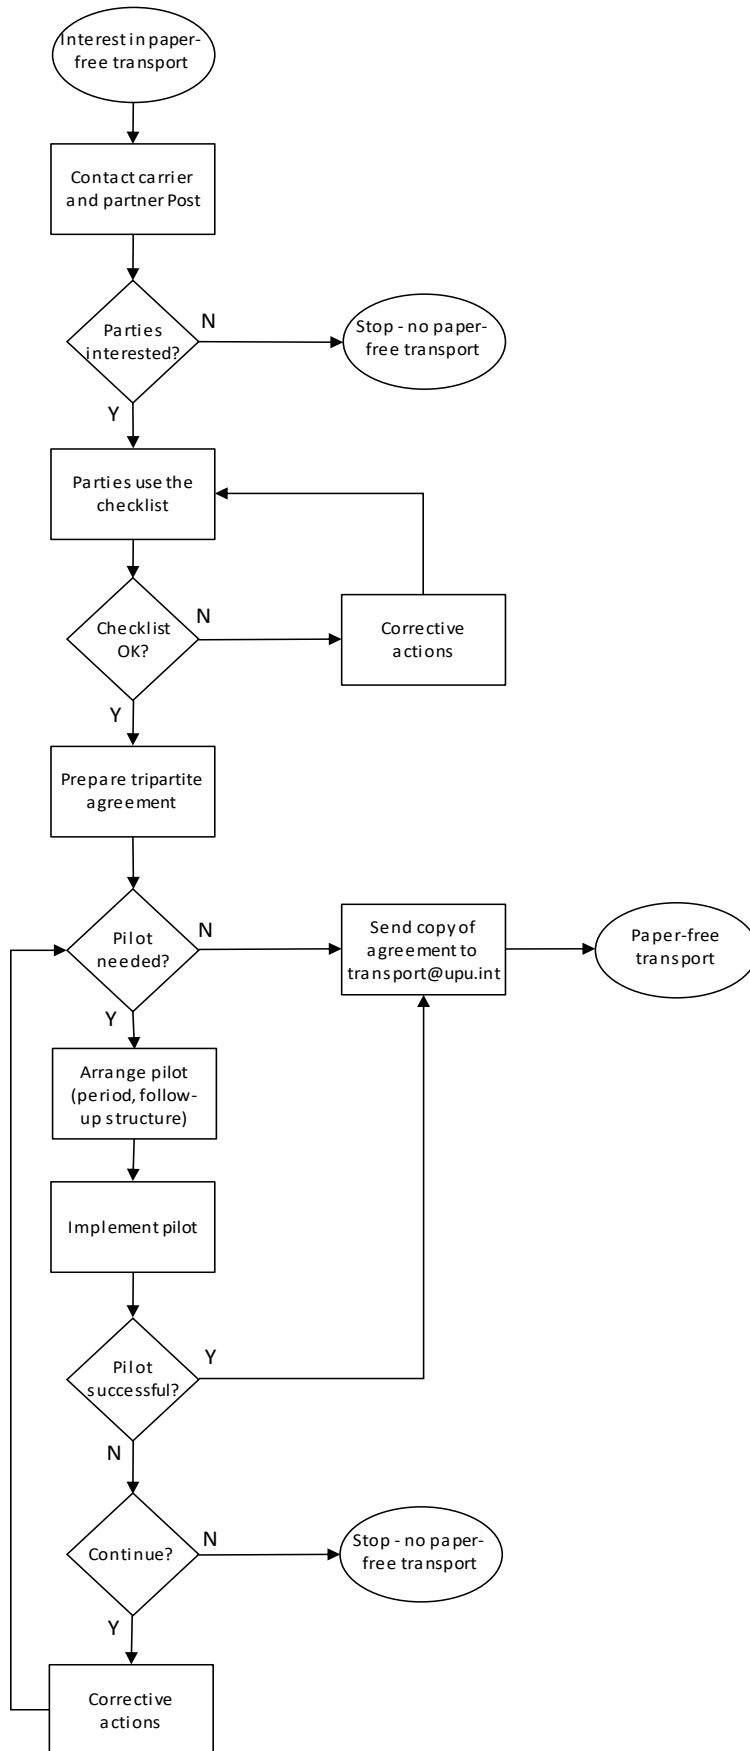 Interest in paper-
free transport
Contact carrier
and partner Post
Parties
interested?
N
Stop - no paper-
free transport
Y
Parties use the
checklist
Checklist
OK?
N
Corrective
actions
Y
Prepare tripartite
agreement
Pilot
needed?
N
Send copy of
agreement to
transport@upu.int
Paper-free
transport
Y
Arrange pilot
(period, follow-
up structure)
Implement pilot
Pilot
successful?
Y
N
Continue?
N
Stop - no paper-
free transport
Y
Corrective
actions